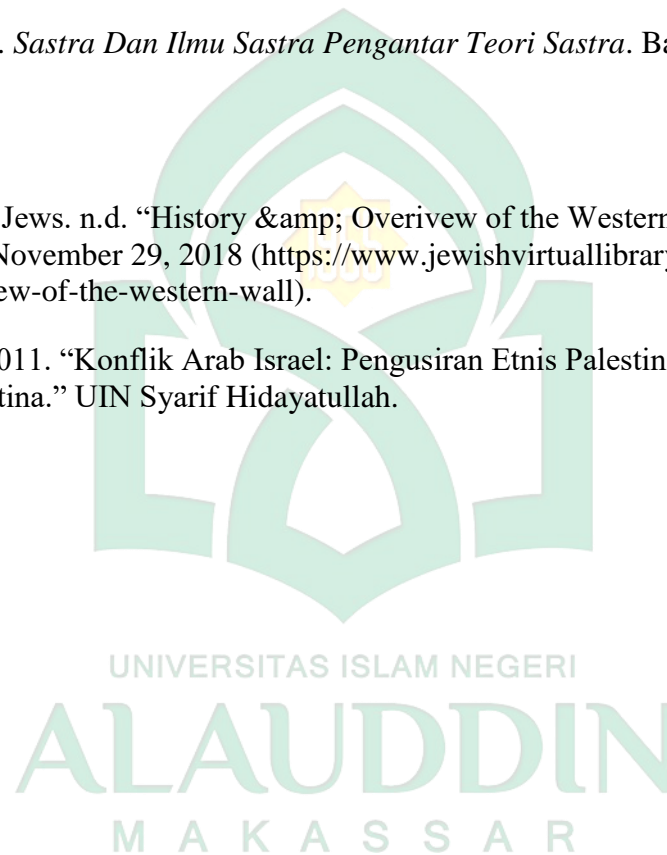 . Sastra Dan Ilmu Sastra Pengantar Teori Sastra. Ba
Jews. n.d. “History &amp; Overivew of the Western
November 29, 2018 (https://www.jewishvirtuallibrary
ew-of-the-western-wall).
011. “Konflik Arab Israel: Pengusiran Etnis Palestin
tina.” UIN Syarif Hidayatullah.
1965
UNIVERSITAS ISLAM NEGERI
ALAUDDIN
MAKASSAR